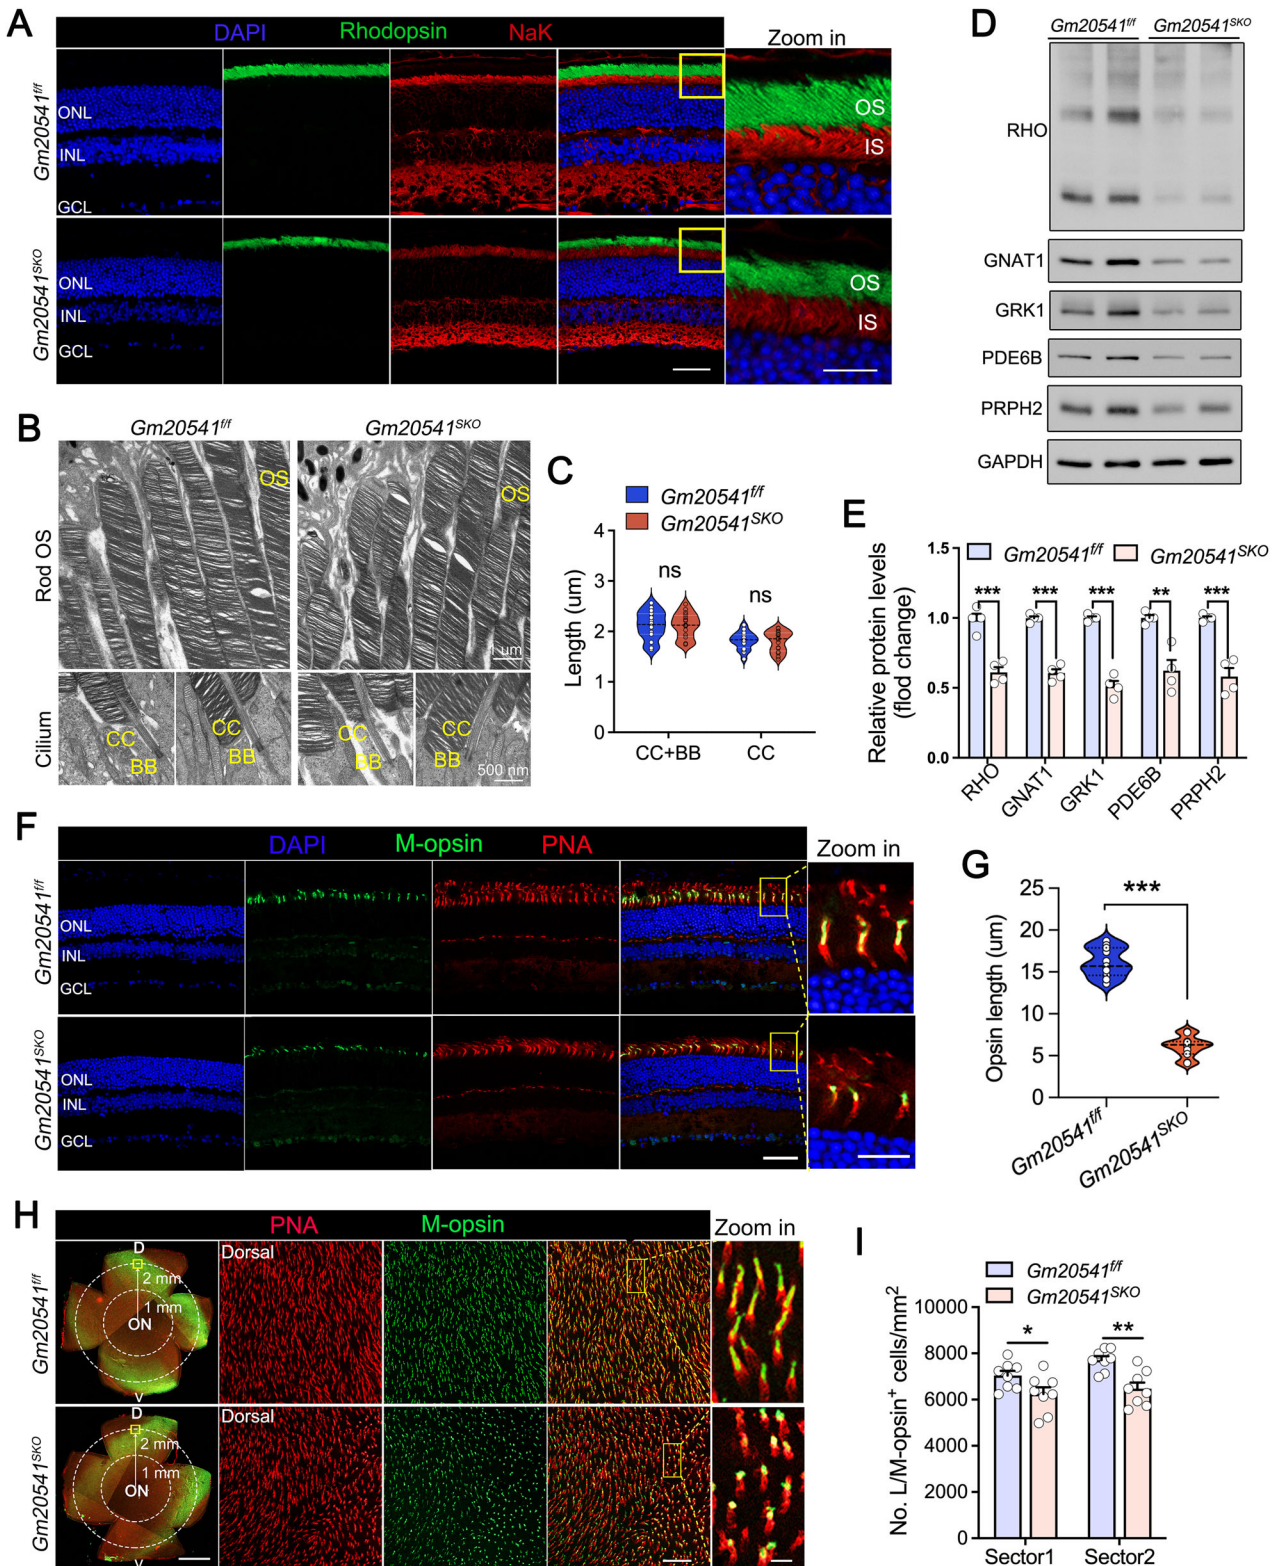 A
DAPI Rhodopsin NaK
Zoom in
Gm20541f/f
ONL
INL
GCL
OS
IS
Gm20541SKO
ONL
INL
GCL
OS
IS
B
Gm20541f/f Gm20541SKO
Rod OS
OS
OS
1 um
Cilium
CC
BB
CC
BB
CC
BB
CC
BB
500 nm
C
Gm20541f/f
Gm20541SKO
Length (um)
4
3
2
1
0
ns
ns
CC+BB CC
D
Gm20541f/f Gm20541SKO
RHO
GNAT1
GRK1
PDE6B
PRPH2
GAPDH
E
Gm20541f/f Gm20541SKO
Relative protein levels
(flod change)
1.5
1.0
0.5
0.0
*** *** *** ** ***
RHO GNAT1 GRK1 PDE6B PRPH2
F
DAPI M-opsin PNA
Zoom in
Gm20541f/f
ONL
INL
GCL
Gm20541SKO
ONL
INL
GCL
G
Opsin length (um)
25
20
15
10
5
0
***
Gm20541f/f Gm20541SKO
H
PNA M-opsin
Zoom in
Gm20541f/f
D
2 mm
1 mm
ON
V
Dorsal
Gm20541SKO
D
2 mm
1 mm
ON
V
Dorsal
I
Gm20541f/f
Gm20541SKO
No. L/M-opsin+ cells/mm2
10000
8000
6000
4000
2000
0
* **
Sector1 Sector2